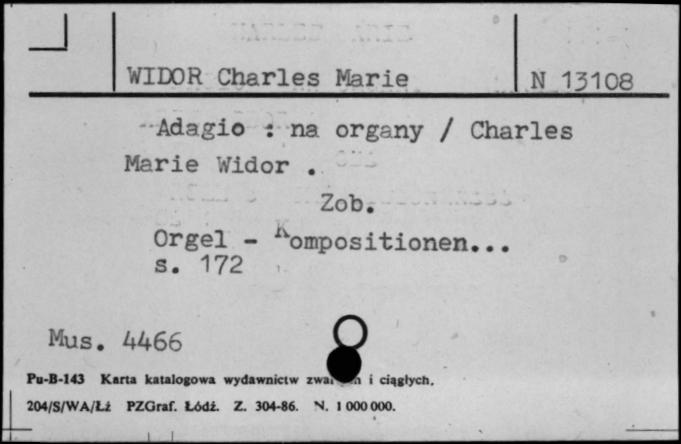 WIDOR Charles Marie
N 13108
Adagio : na organy / Charles
Marie Widor .
Zob.
Orgel - Kompositionen...
s. 172
Mus. 4466
Pu-B-143 Karta katalogowa wydawnictw i ciągłych.
204/S/WA/Łż PZGraf. Łódź. Z. 304-86. N. 1 000 000.